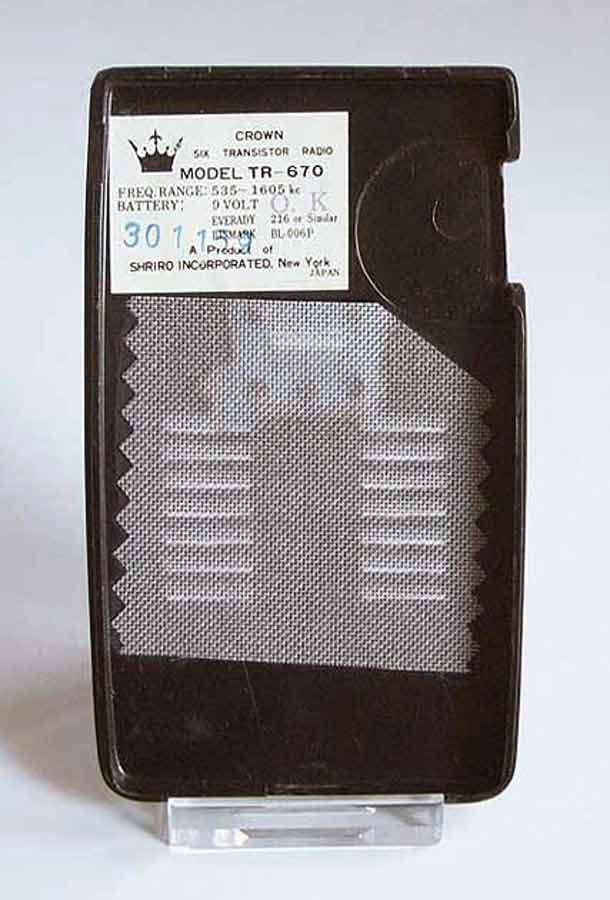 CROWN
SIX TRANSISTOR RADIO
MODEL TR-670
FREQ. RANGE: 535~1605 kc
BATTERY: 9 VOLT O. K
EVERADY 216 or Similar
BL-006P
A Product of
SHRIRO INCORPORATED, New York
JAPAN